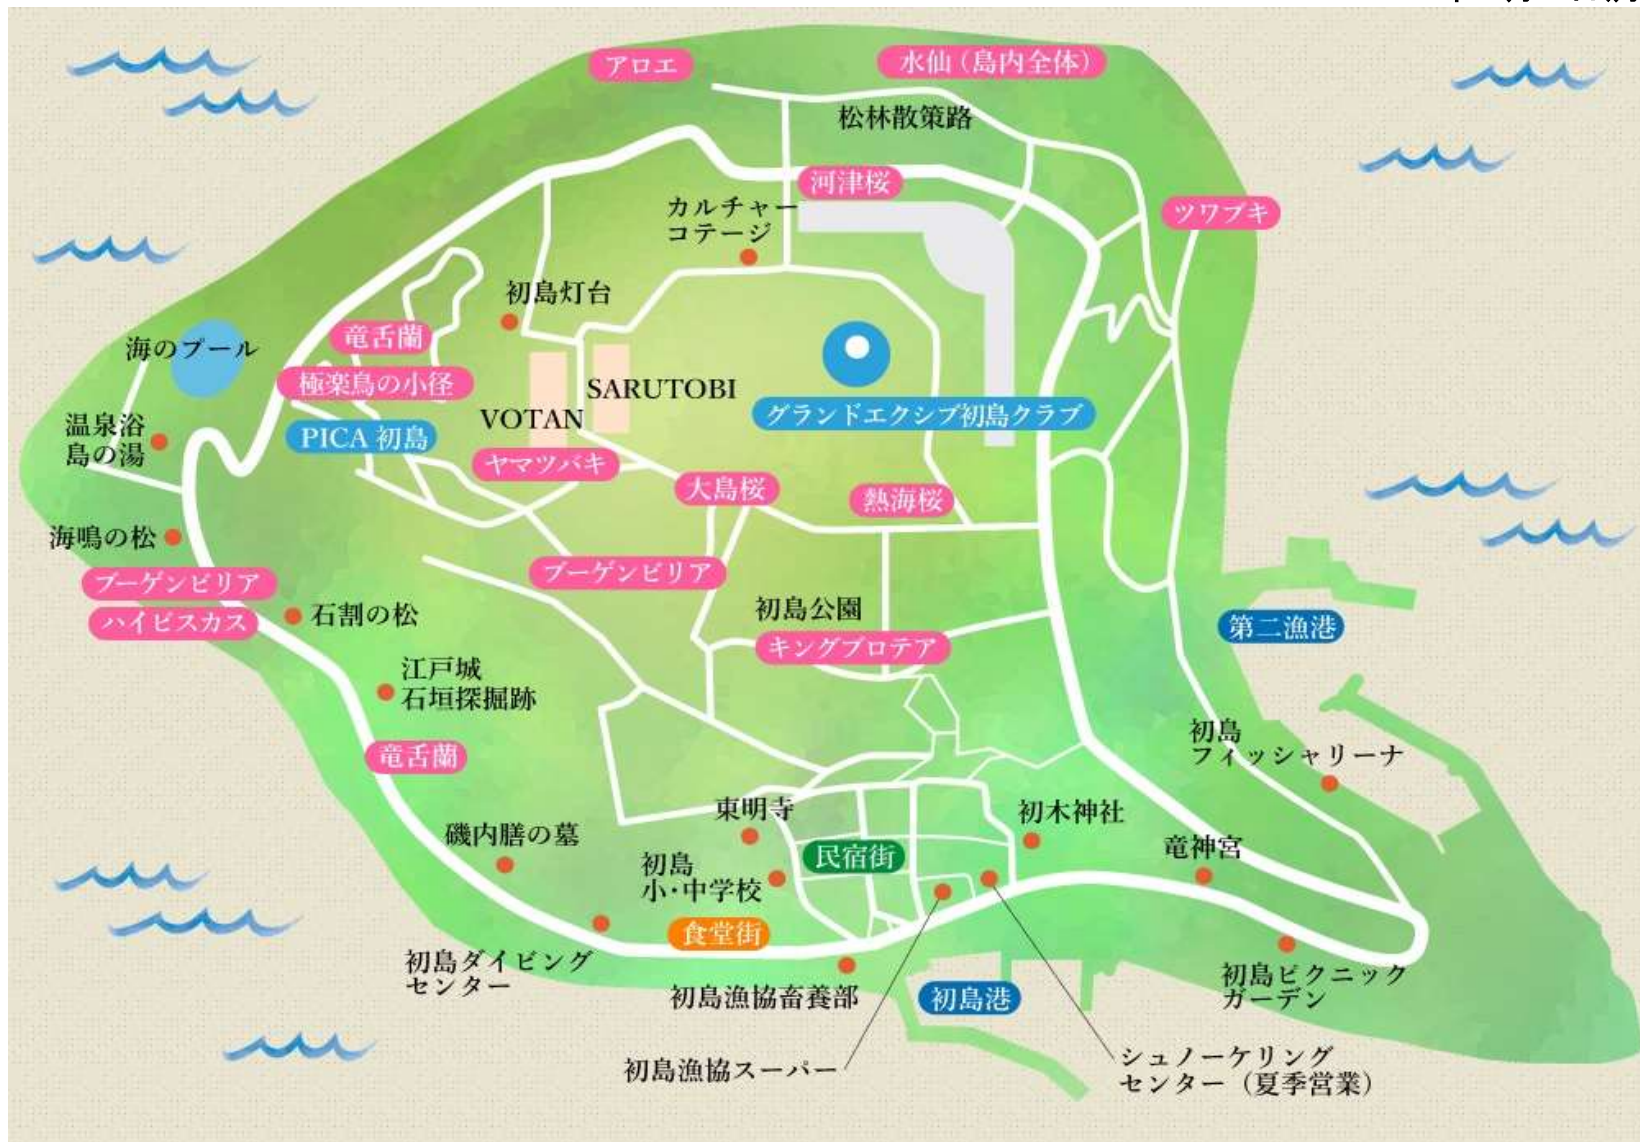 アロエ
水仙（島内全体）
松林散策路
河津桜
カルチャー
コテージ
ツワブキ
初島灯台
竜舌蘭
海のプール
極楽鳥の小径
SARUTOBI
VOTAN
グランドエクシブ初島クラブ
PICA 初島
温泉浴
島の湯
ヤマツバキ
大島桜
熱海桜
海鳴の松
ブーゲンビリア
ハイビスカス
石割の松
ブーゲンビリア
初島公園
キングプロテア
第二漁港
江戸城
石垣採掘跡
初島
フィッシャリーナ
竜舌蘭
東明寺
初木神社
磯内膳の墓
民宿街
竜神宮
初島
小・中学校
食堂街
初島ダイビング
センター
初島漁協畜養部
初島港
初島ピクニック
ガーデン
初島漁協スーパー
シュノーケリング
センター（夏季営業）